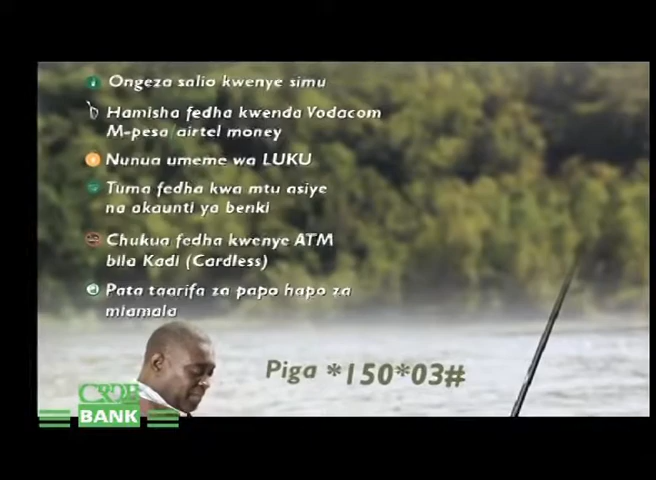 Ongeza salio kwenye simu
Hamisha fedha kwenda Vodacom
M-pesa/airtel money
Nunua umeme wa LUKU
Tuma fedha kwa mtu asiye
na akaunti ya benki
Chukua fedha kwenye ATM
bila Kadi (Cardless)
Pata taarifa za papo hapo za
miamala
Piga *150*03#
CRDB
BANK